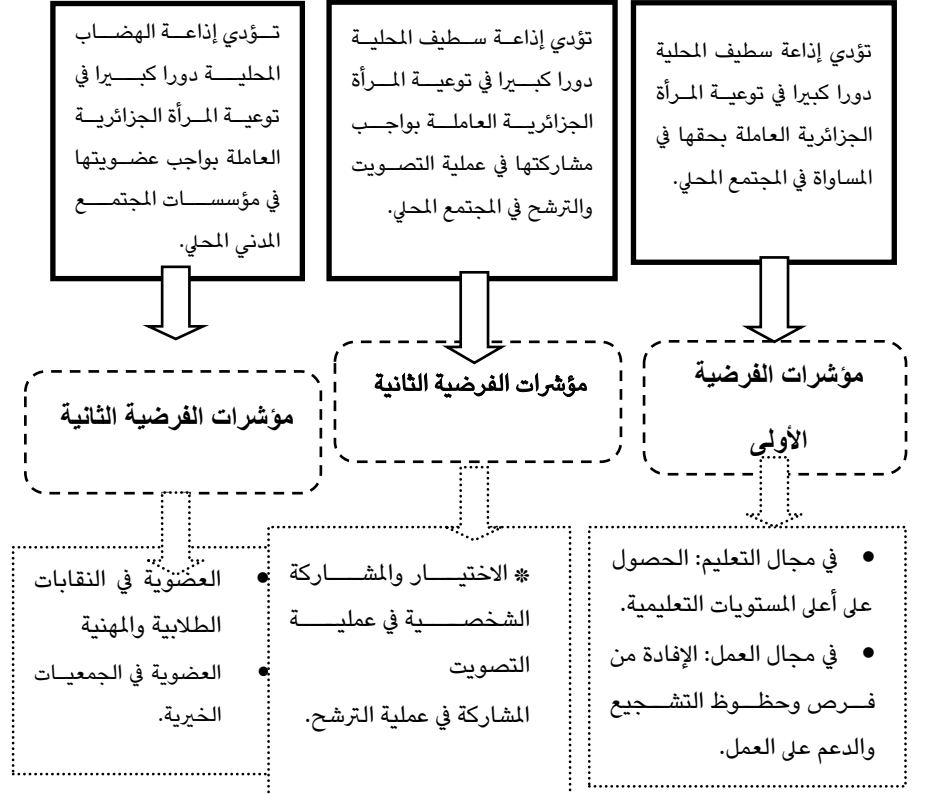 تؤدي إذاعة سطيف المحلية
دورا كبيرا في توعية المرأة
الجزائرية العاملة بحقها في
المساواة في المجتمع المحلي.
تؤدي إذاعة سطيف المحلية
دورا كبيرا في توعية المرأة
الجزائرية العاملة بواجب
مشاركتها في عملية التصويت
والترشح في المجتمع المحلي.
تؤدي إذاعة الهضاب
المحلية دورا كبيرا في
توعية المرأة الجزائرية
العاملة بواجب عضويتها
في مؤسسات المجتمع
المدني المحلي.
مؤشرات الفرضية
الأولى
مؤشرات الفرضية الثانية
مؤشرات الفرضية الثانية
● في مجال التعليم: الحصول
على أعلى المستويات التعليمية.
● في مجال العمل: الإفادة من
فرص وحظوظ التشجيع
والدعم على العمل.
* الاختيار والمشاركة
الشخصية في عملية
التصويت
المشاركة في عملية الترشح.
● العضوية في النقابات
الطلابية والمهنية
● العضوية في الجمعيات
الخيرية.